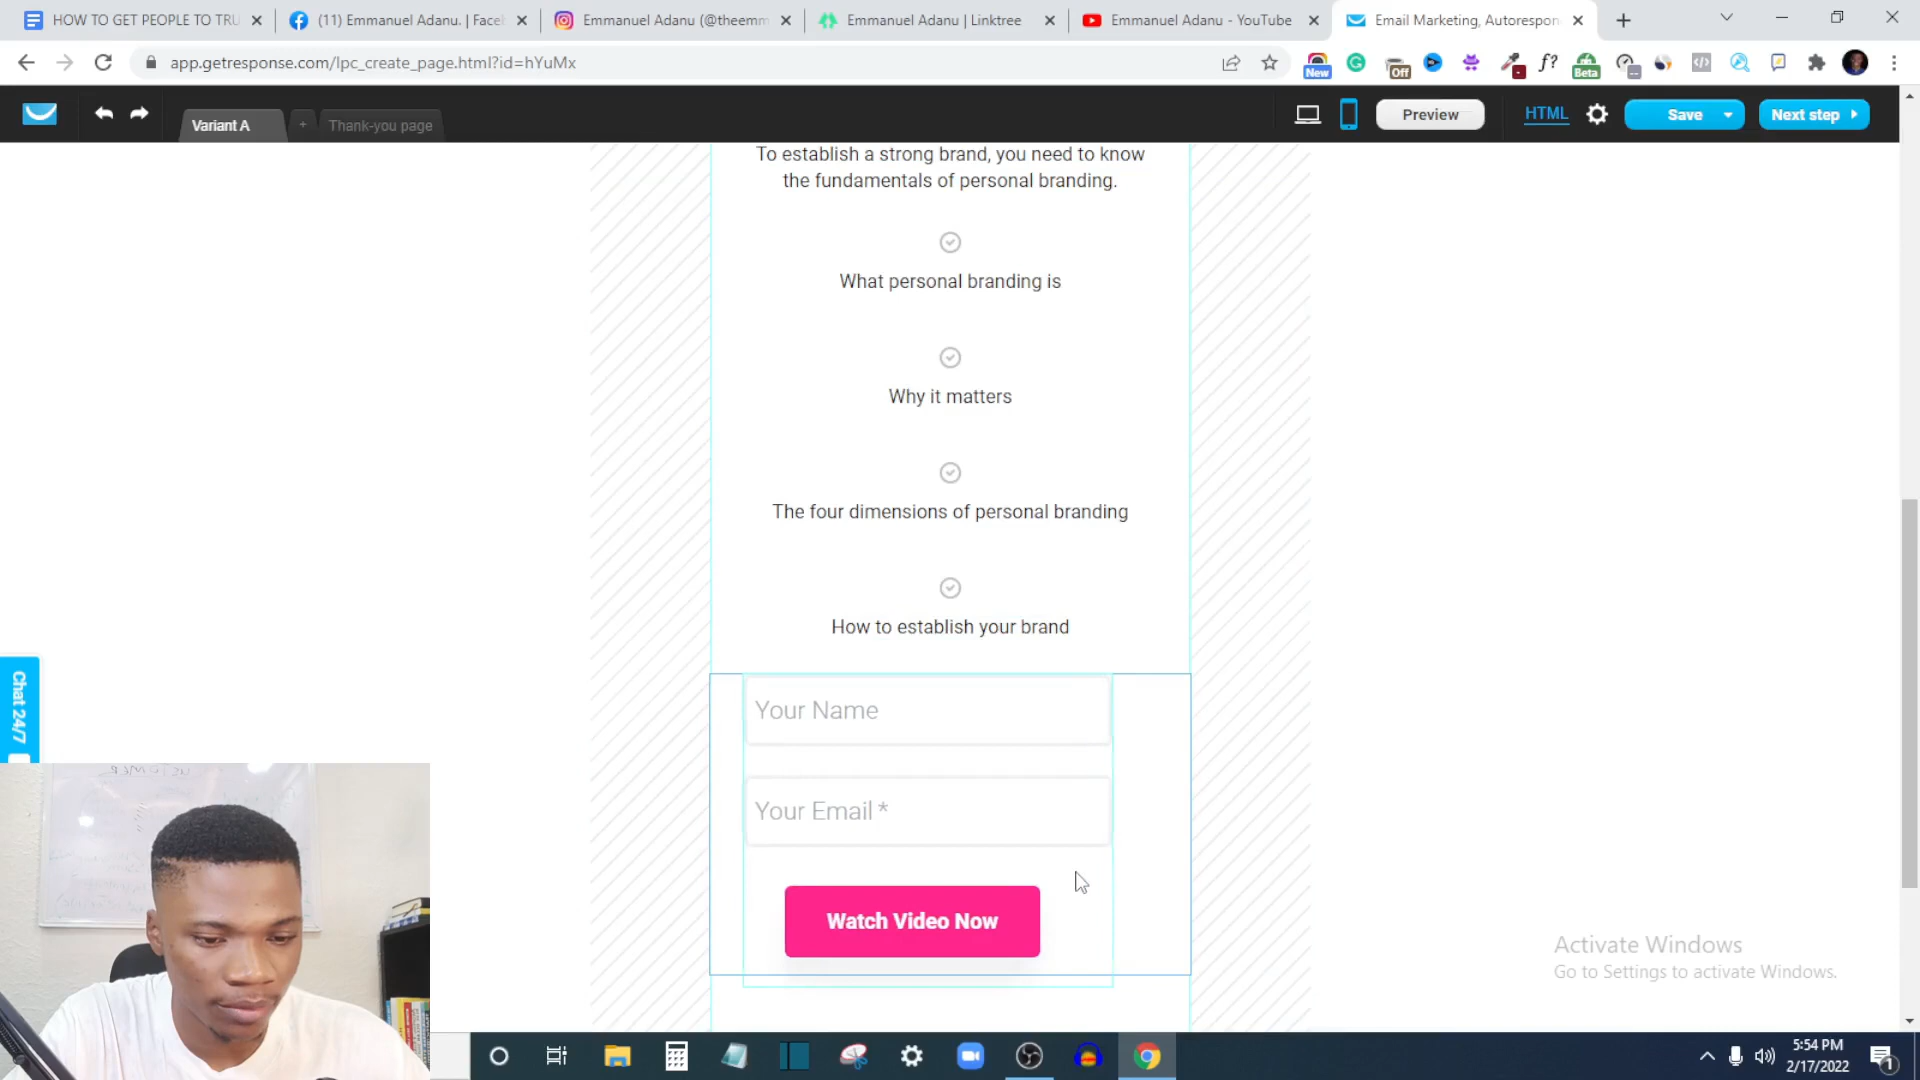 HOW TO GET PEOPLE TO TRU
(11) Emmanuel Adanu. | Facel
Emmanuel Adanu (@theemm
Emmanuel Adanu | Linktree
Emmanuel Adanu - YouTube
Email Marketing, Autorespon
app.getresponse.com/lpc_create_page.html?id=hYuMx
New
Off
f?
Beta
Variant A
+
Thank-you page
Preview
HTML
Save
Next step
To establish a strong brand, you need to know
the fundamentals of personal branding.
What personal branding is
Why it matters
The four dimensions of personal branding
How to establish your brand
Your Name
Your Email *
Watch Video Now
Chat 24/7
Activate Windows
Go to Settings to activate Windows.
5:54 PM
2/17/2022
1